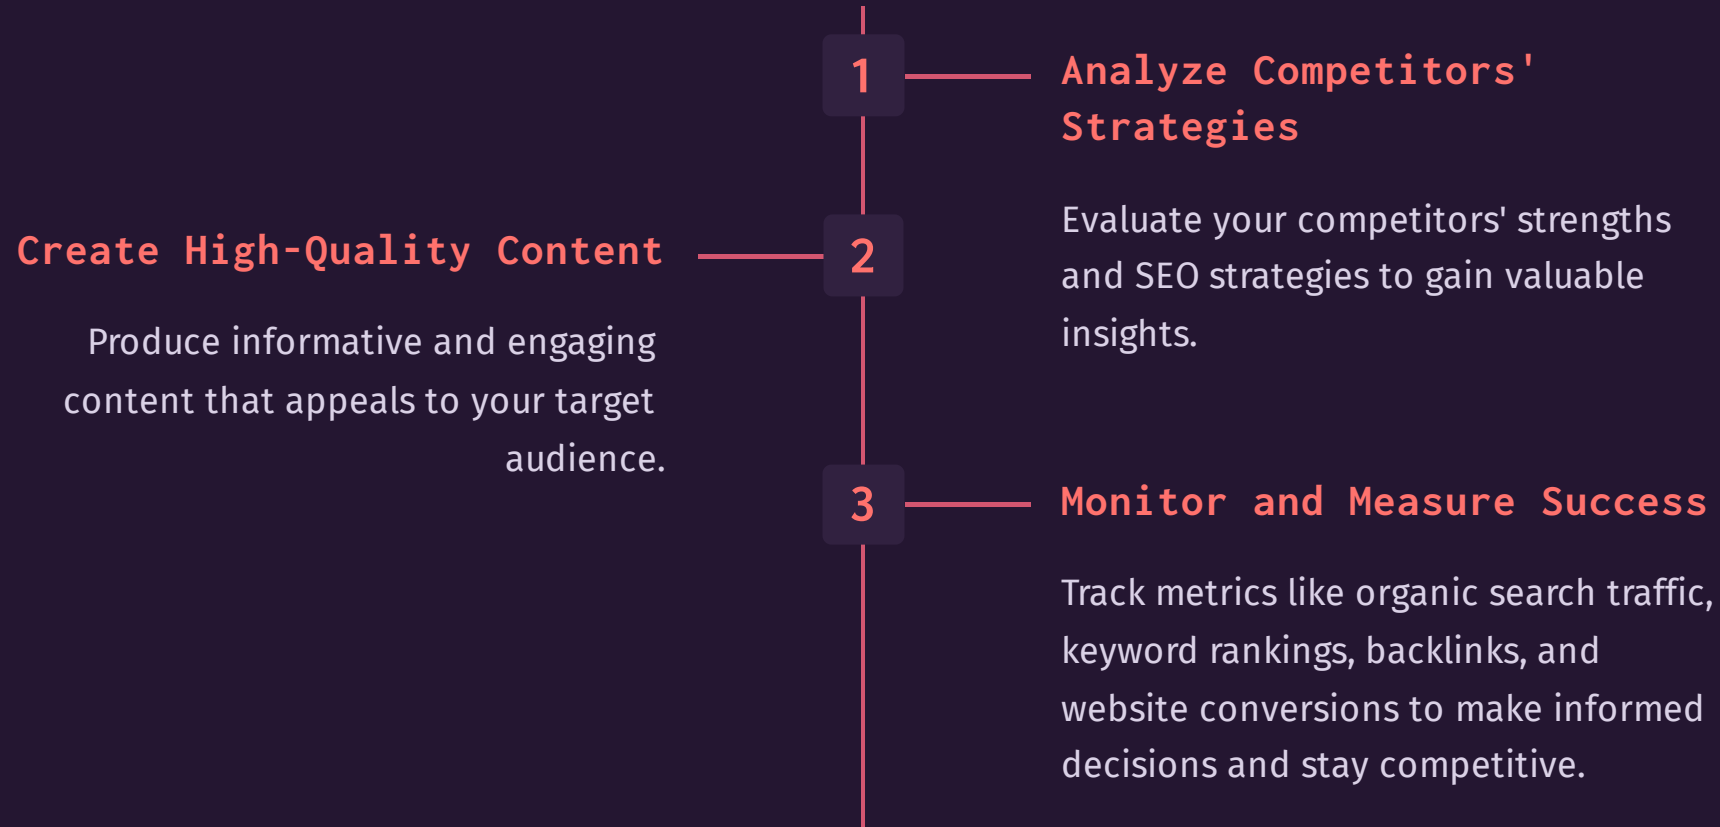 1
Analyze Competitors'
Strategies
Evaluate your competitors' strengths
and SEO strategies to gain valuable
insights.
2
Create High-Quality Content
Produce informative and engaging
content that appeals to your target
audience.
3
Monitor and Measure Success
Track metrics like organic search traffic,
keyword rankings, backlinks, and
website conversions to make informed
decisions and stay competitive.